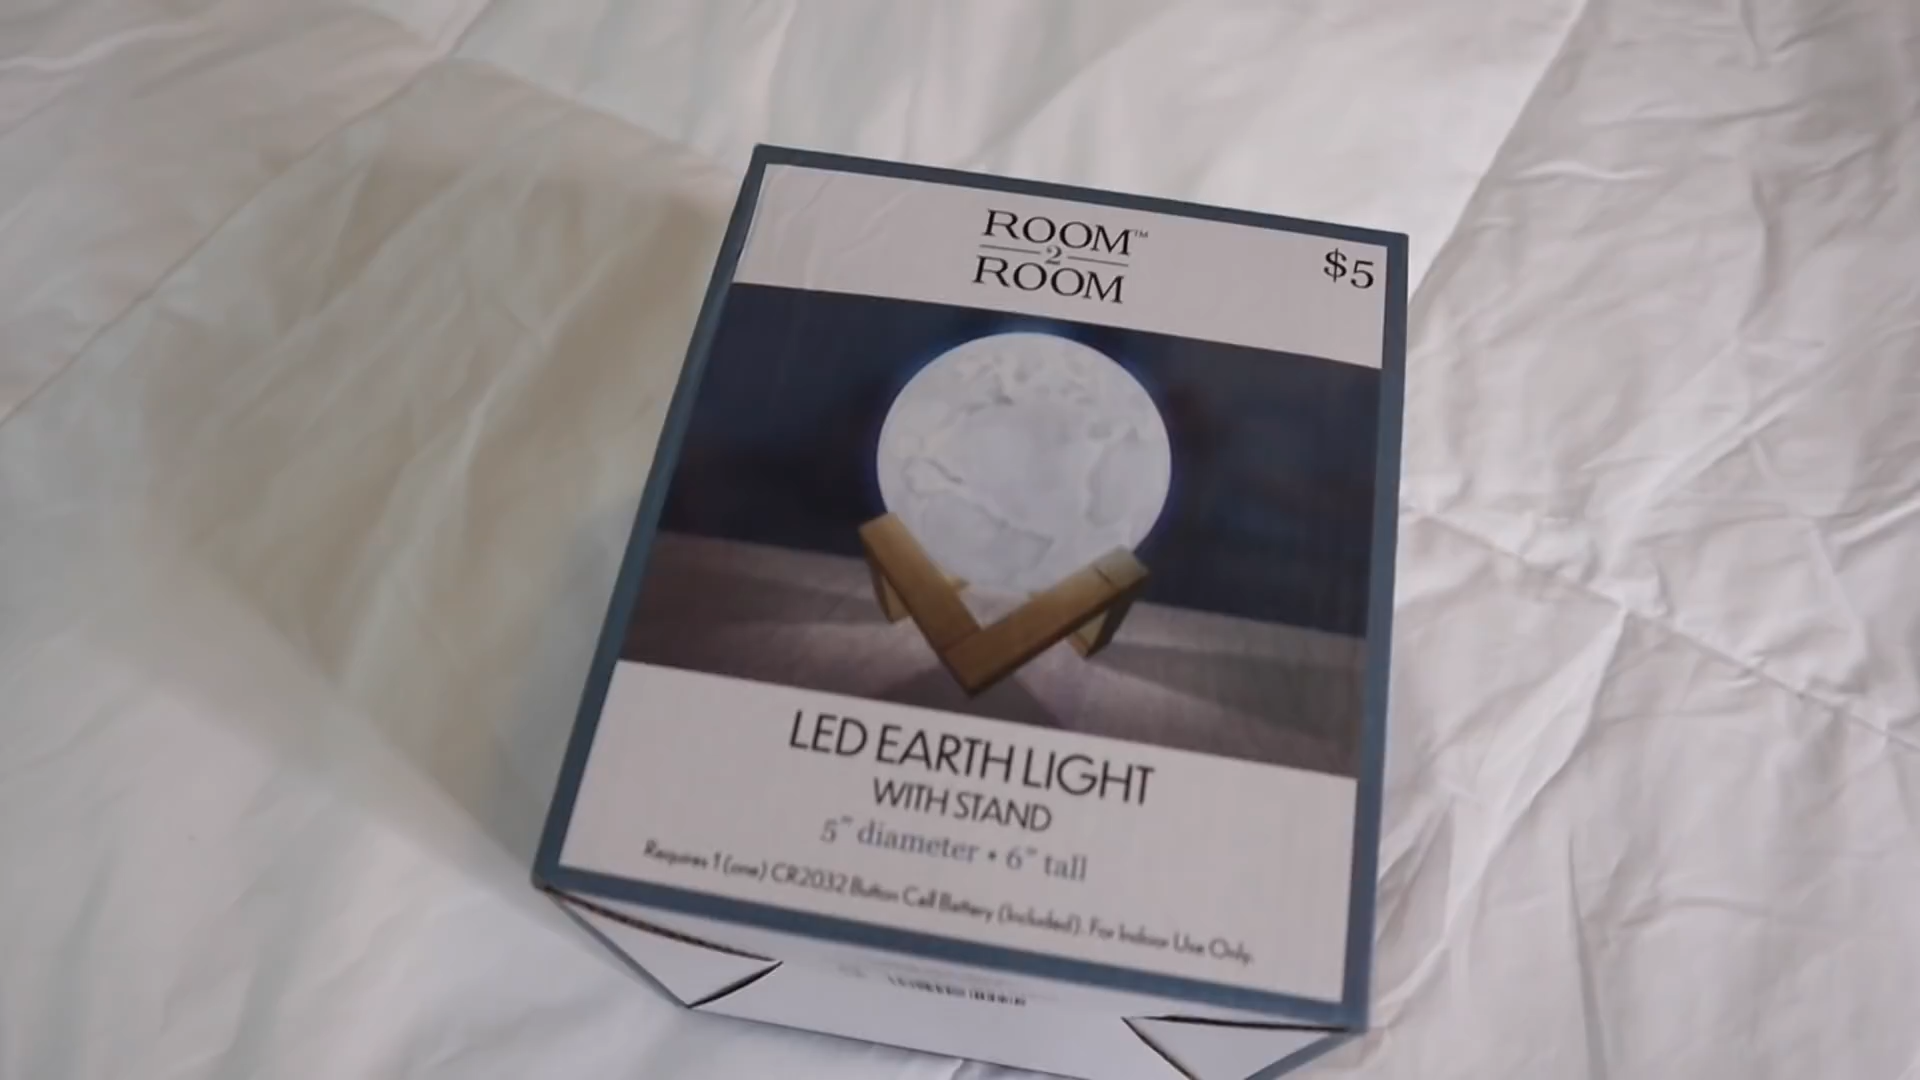 ROOM™
2
ROOM
$5
LED EARTH LIGHT
WITH STAND
5" diameter • 6" tall
Requires 1 (one) CR2032 Button Cell Battery (Included). For Indoor Use Only.